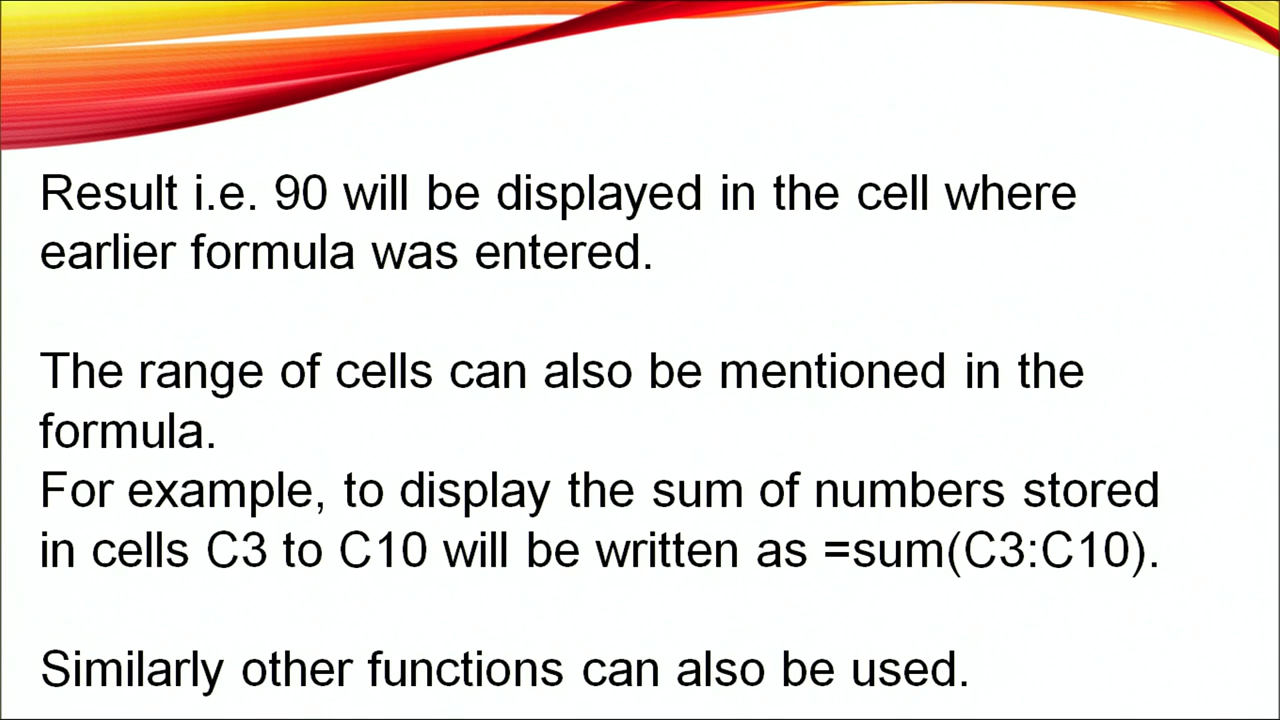 Result i.e. 90 will be displayed in the cell where
earlier formula was entered.
The range of cells can also be mentioned in the
formula.
For example, to display the sum of numbers stored
in cells C3 to C10 will be written as =sum(C3:C10).
Similarly other functions can also be used.